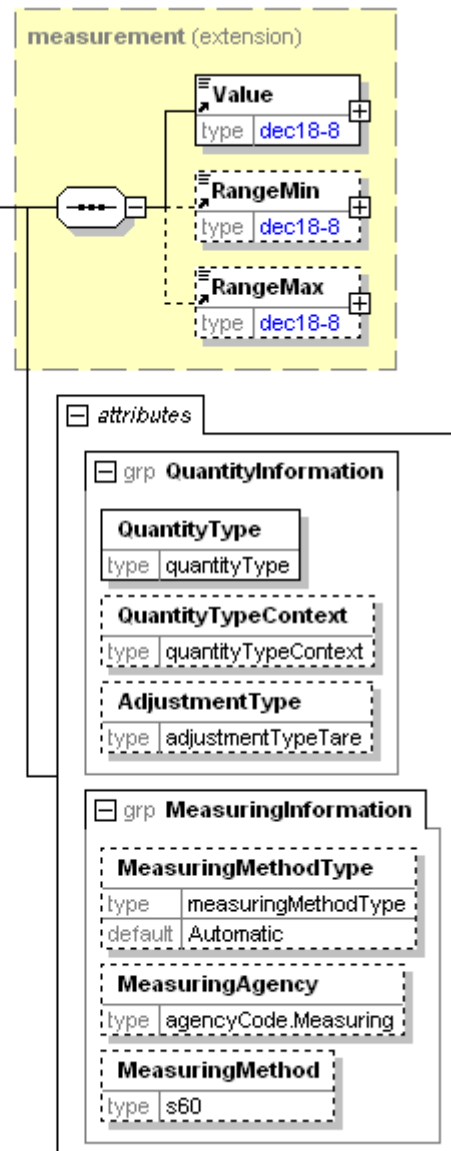 measurement (extension)
Value
type dec18-8
RangeMin
type dec18-8
RangeMax
type dec18-8
attributes
grp QuantityInformation
QuantityType
type quantityType
QuantityTypeContext
type quantityTypeContext
AdjustmentType
type adjustmentTypeTare
grp MeasuringInformation
MeasuringMethodType
type measuringMethodType
default Automatic
MeasuringAgency
type agencyCode.Measuring
MeasuringMethod
type s60